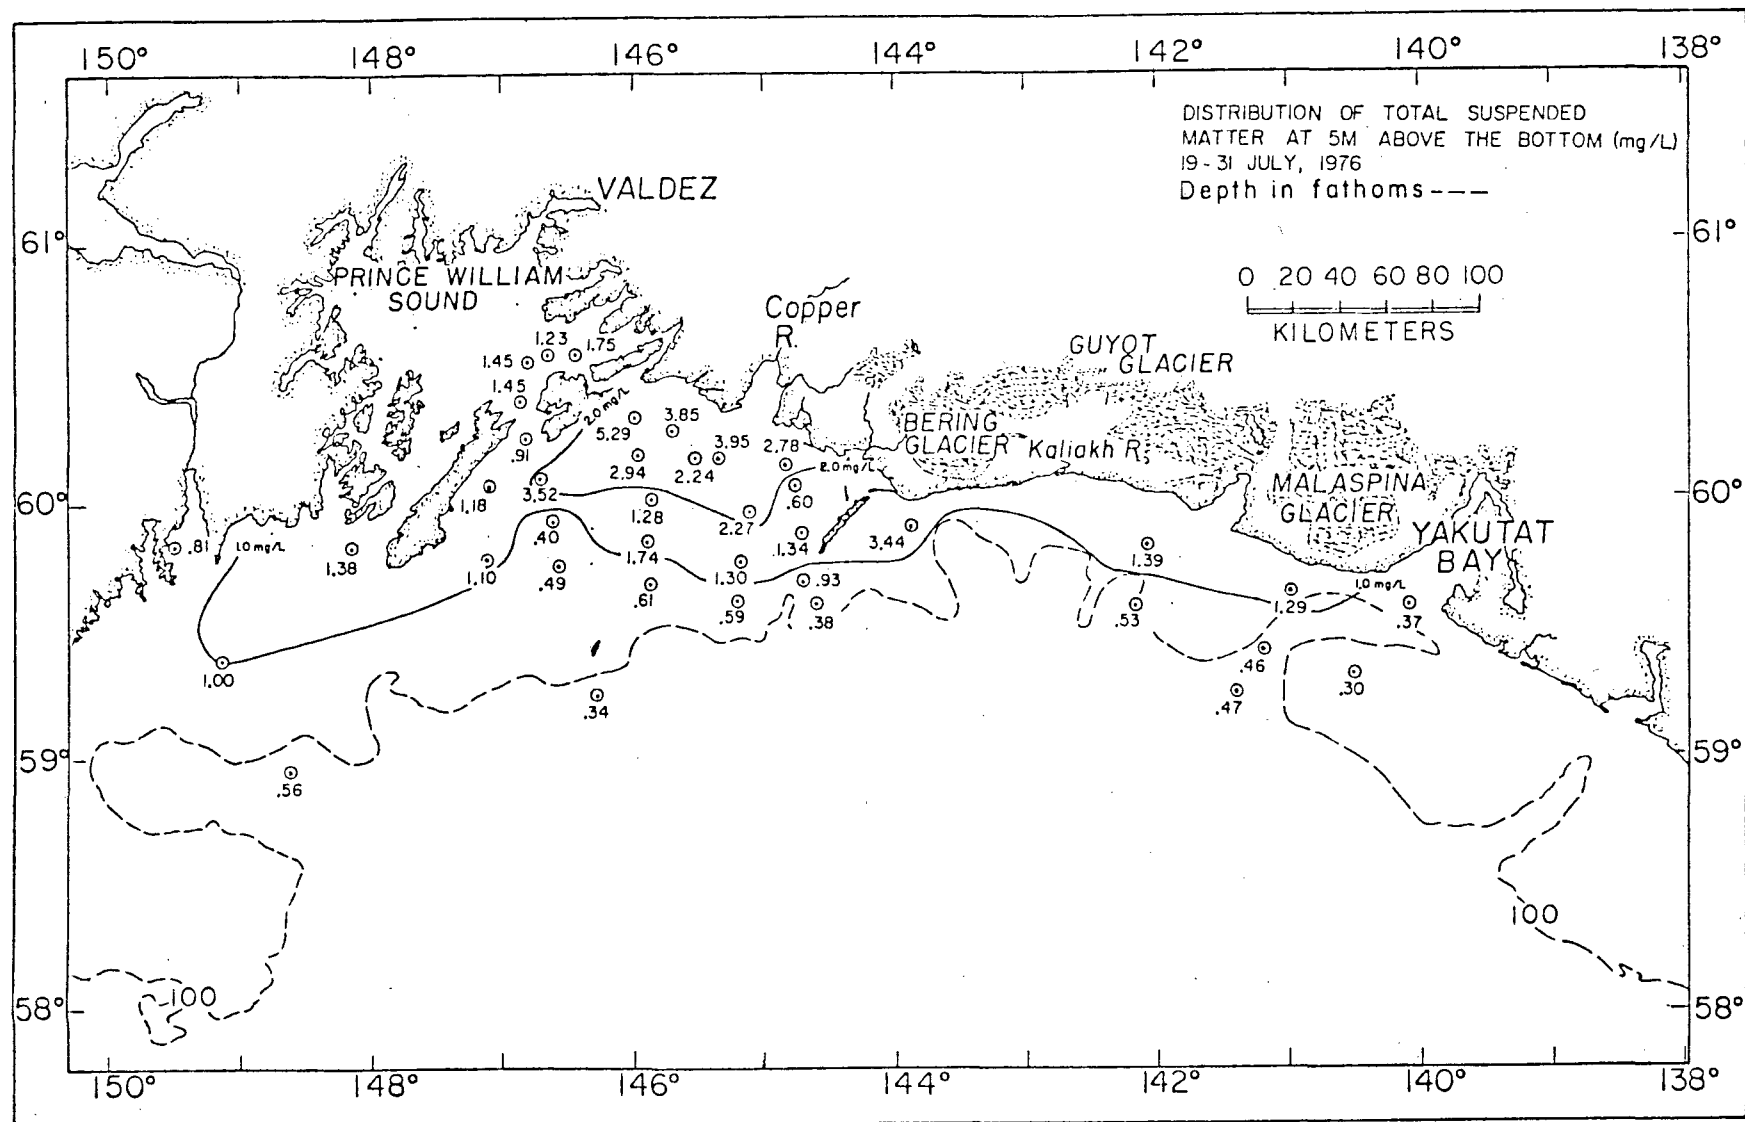 150° 148° 146° 144° 142° 140° 138°
DISTRIBUTION OF TOTAL SUSPENDED
MATTER AT 5M ABOVE THE BOTTOM (mg/L)
19-31 JULY, 1976
Depth in fathoms ---
VALDEZ
61° 61°
PRINCE WILLIAM
SOUND
0 20 40 60 80 100
KILOMETERS
Copper
R.
GUYOT
GLACIER
1.23 1.75
1.45
1.45
2.0 mg/L
3.85
5.29
BERING
GLACIER
Kaliakh R.
.91
3.95
2.78
2.94
2.24
2.0 mg/L
MALASPINA
GLACIER
60° 60°
1.18
3.52
1.28
.60
2.27
YAKUTAT
BAY
.81
1.0 mg/L
1.38
.40
1.74
1.34
3.44
1.39
1.10
.49
1.30
.93
1.0 mg/L
.61
.59
.38
.53
1.29
.37
1.00
.46
.30
.34
.47
59° 59°
.56
100
100
58° 58°
150° 148° 146° 144° 142° 140° 138°